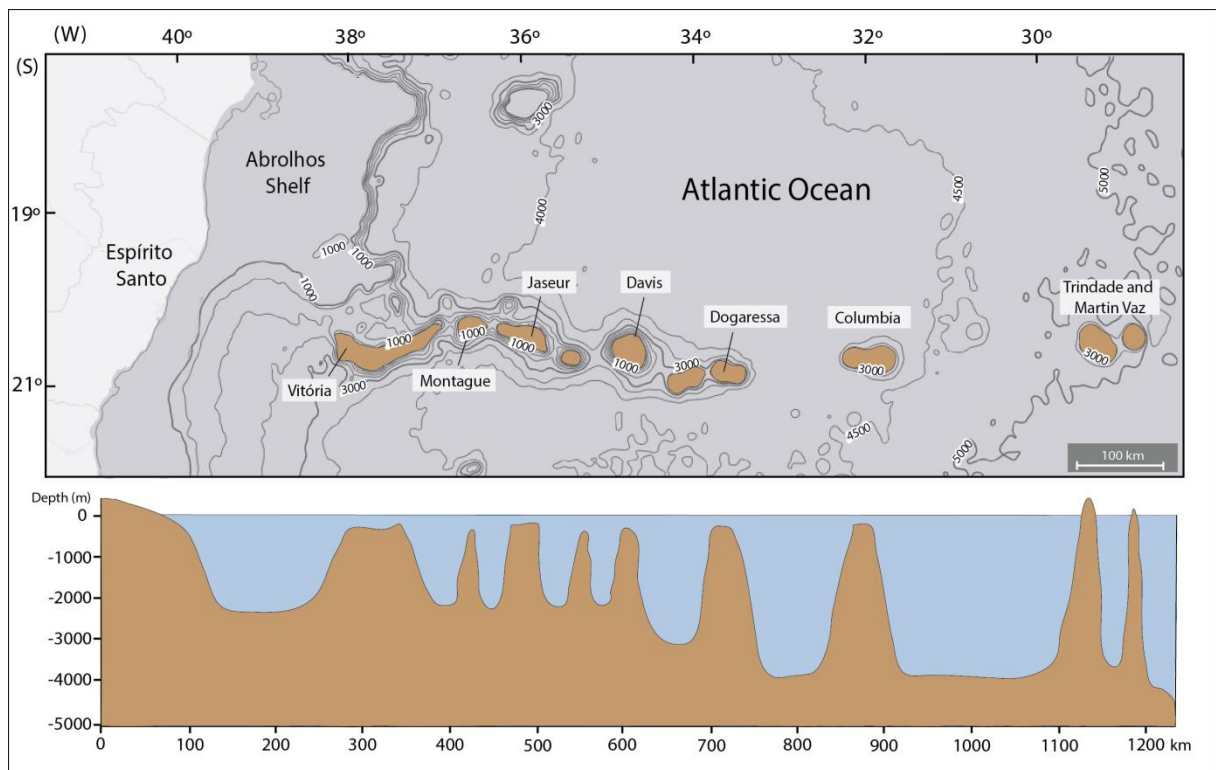 (W)
40º
38º
36º
34º
32º
30º
(S)
3000
Abrolhos
Shelf
Atlantic Ocean
4500
5000
4000
19º
Espírito
Santo
1000
1000
1000
Jaseur
Davis
Dogaressa
Columbia
Trindade and
Martin Vaz
1000
1000
1000
1000
3000
3000
3000
3000
21º
Vitória
Montague
4500
5000
100 km
Depth (m)
0
-1000
-2000
-3000
-4000
-5000
0
100
200
300
400
500
600
700
800
900
1000
1100
1200 km